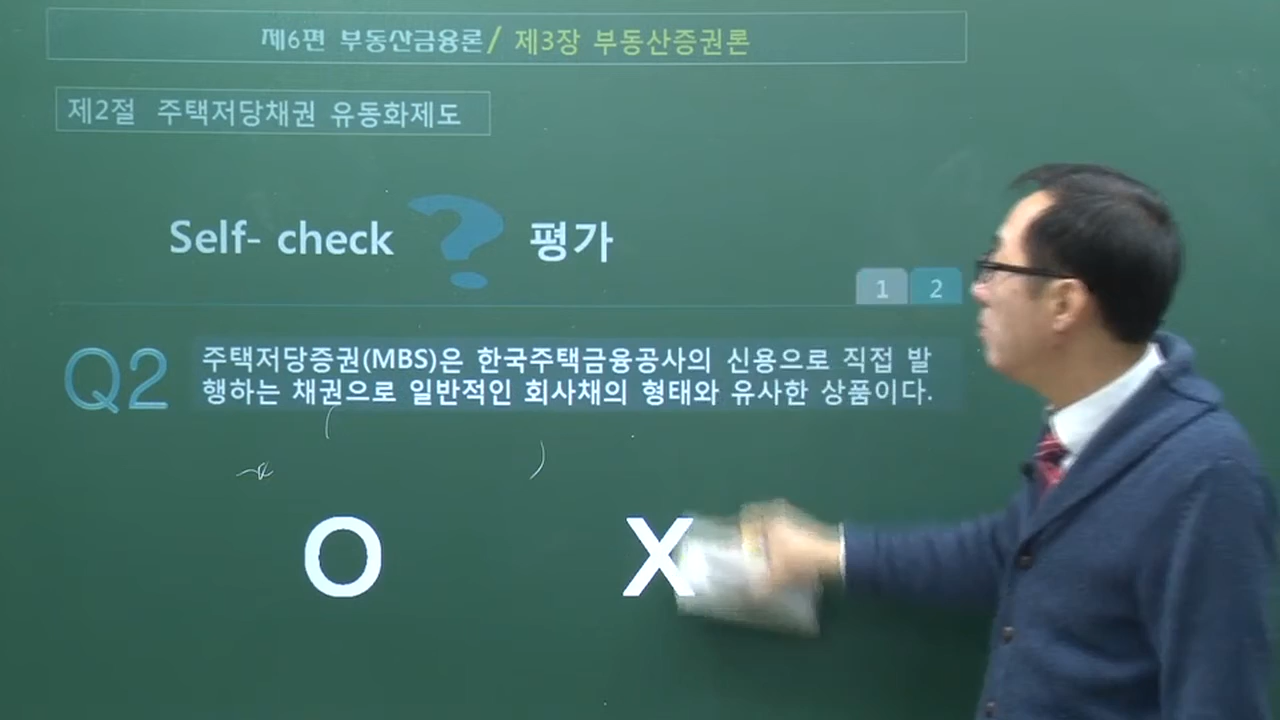 제6편 부동산금융론/ 제3장 부동산증권론
제2절 주택저당채권 유동화제도
Self- check ? 평가
1 2
Q2 주택저당증권(MBS)은 한국주택금융공사의 신용으로 직접 발
행하는 채권으로 일반적인 회사채의 형태와 유사한 상품이다.
O X